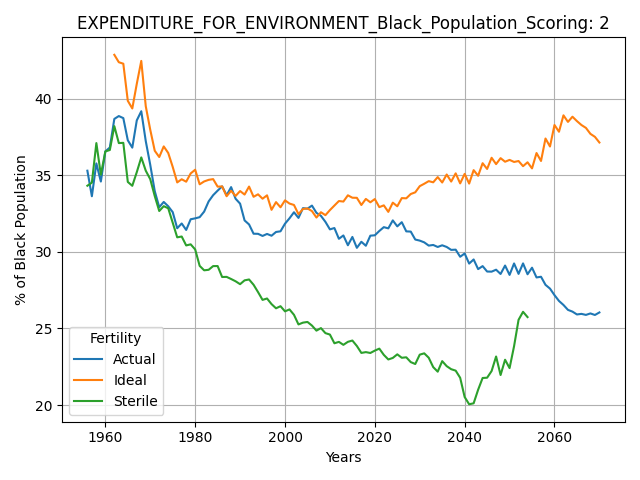 EXPENDITURE_FOR_ENVIRONMENT_Black_Population_Scoring: 2
% of Black Population
40
35
30
25
20
Fertility
Actual
Ideal
Sterile
1960 1980 2000 2020 2040 2060
Years